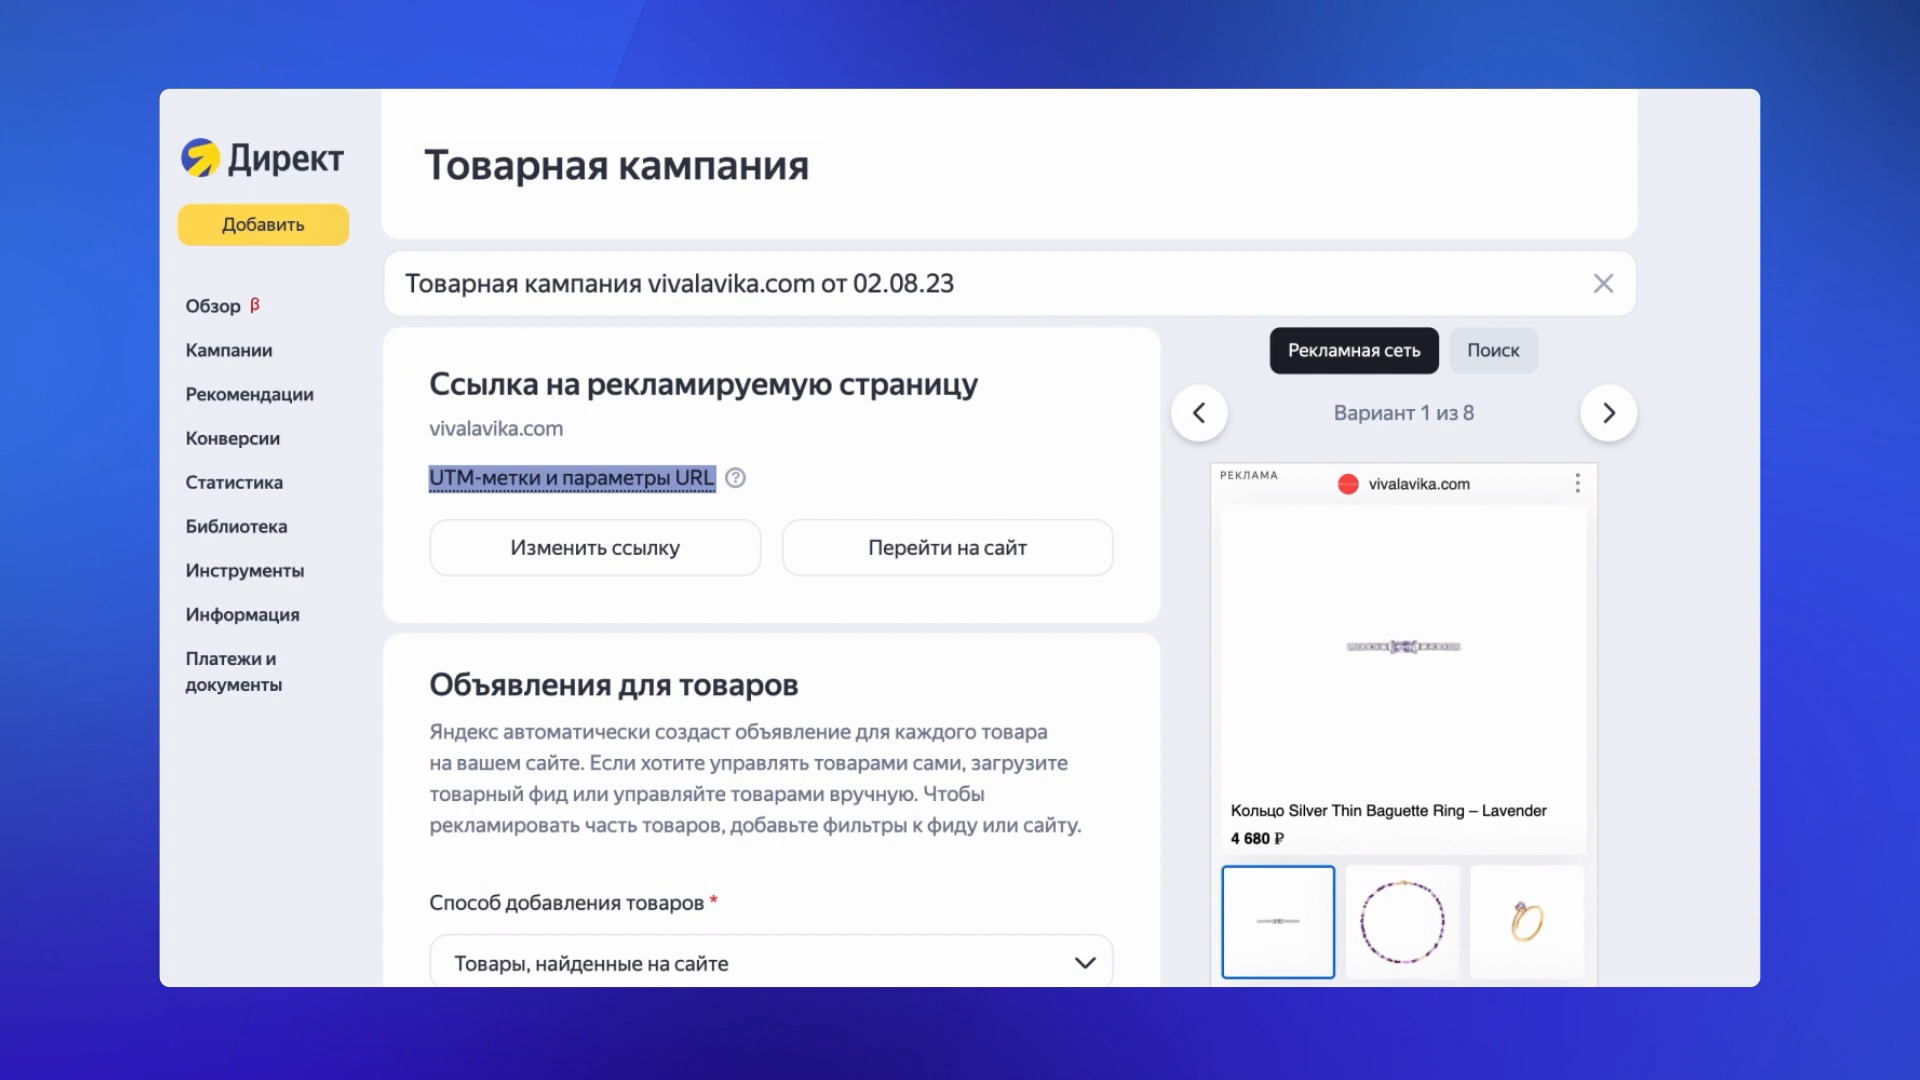 Директ
Добавить
Обзор β
Кампании
Рекомендации
Конверсии
Статистика
Библиотека
Инструменты
Информация
Платежи и
документы
Товарная кампания
Товарная кампания vivalavika.com от 02.08.23
Ссылка на рекламируемую страницу
vivalavika.com
UTM-метки и параметры URL ?
Изменить ссылку
Перейти на сайт
Объявления для товаров
Яндекс автоматически создаст объявление для каждого товара
на вашем сайте. Если хотите управлять товарами сами, загрузите
товарный фид или управляйте товарами вручную. Чтобы
рекламировать часть товаров, добавьте фильтры к фиду или сайту.
Способ добавления товаров *
Товары, найденные на сайте
Рекламная сеть
Поиск
Вариант 1 из 8
РЕКЛАМА
vivalavika.com
Кольцо Silver Thin Baguette Ring – Lavender
4 680 ₽